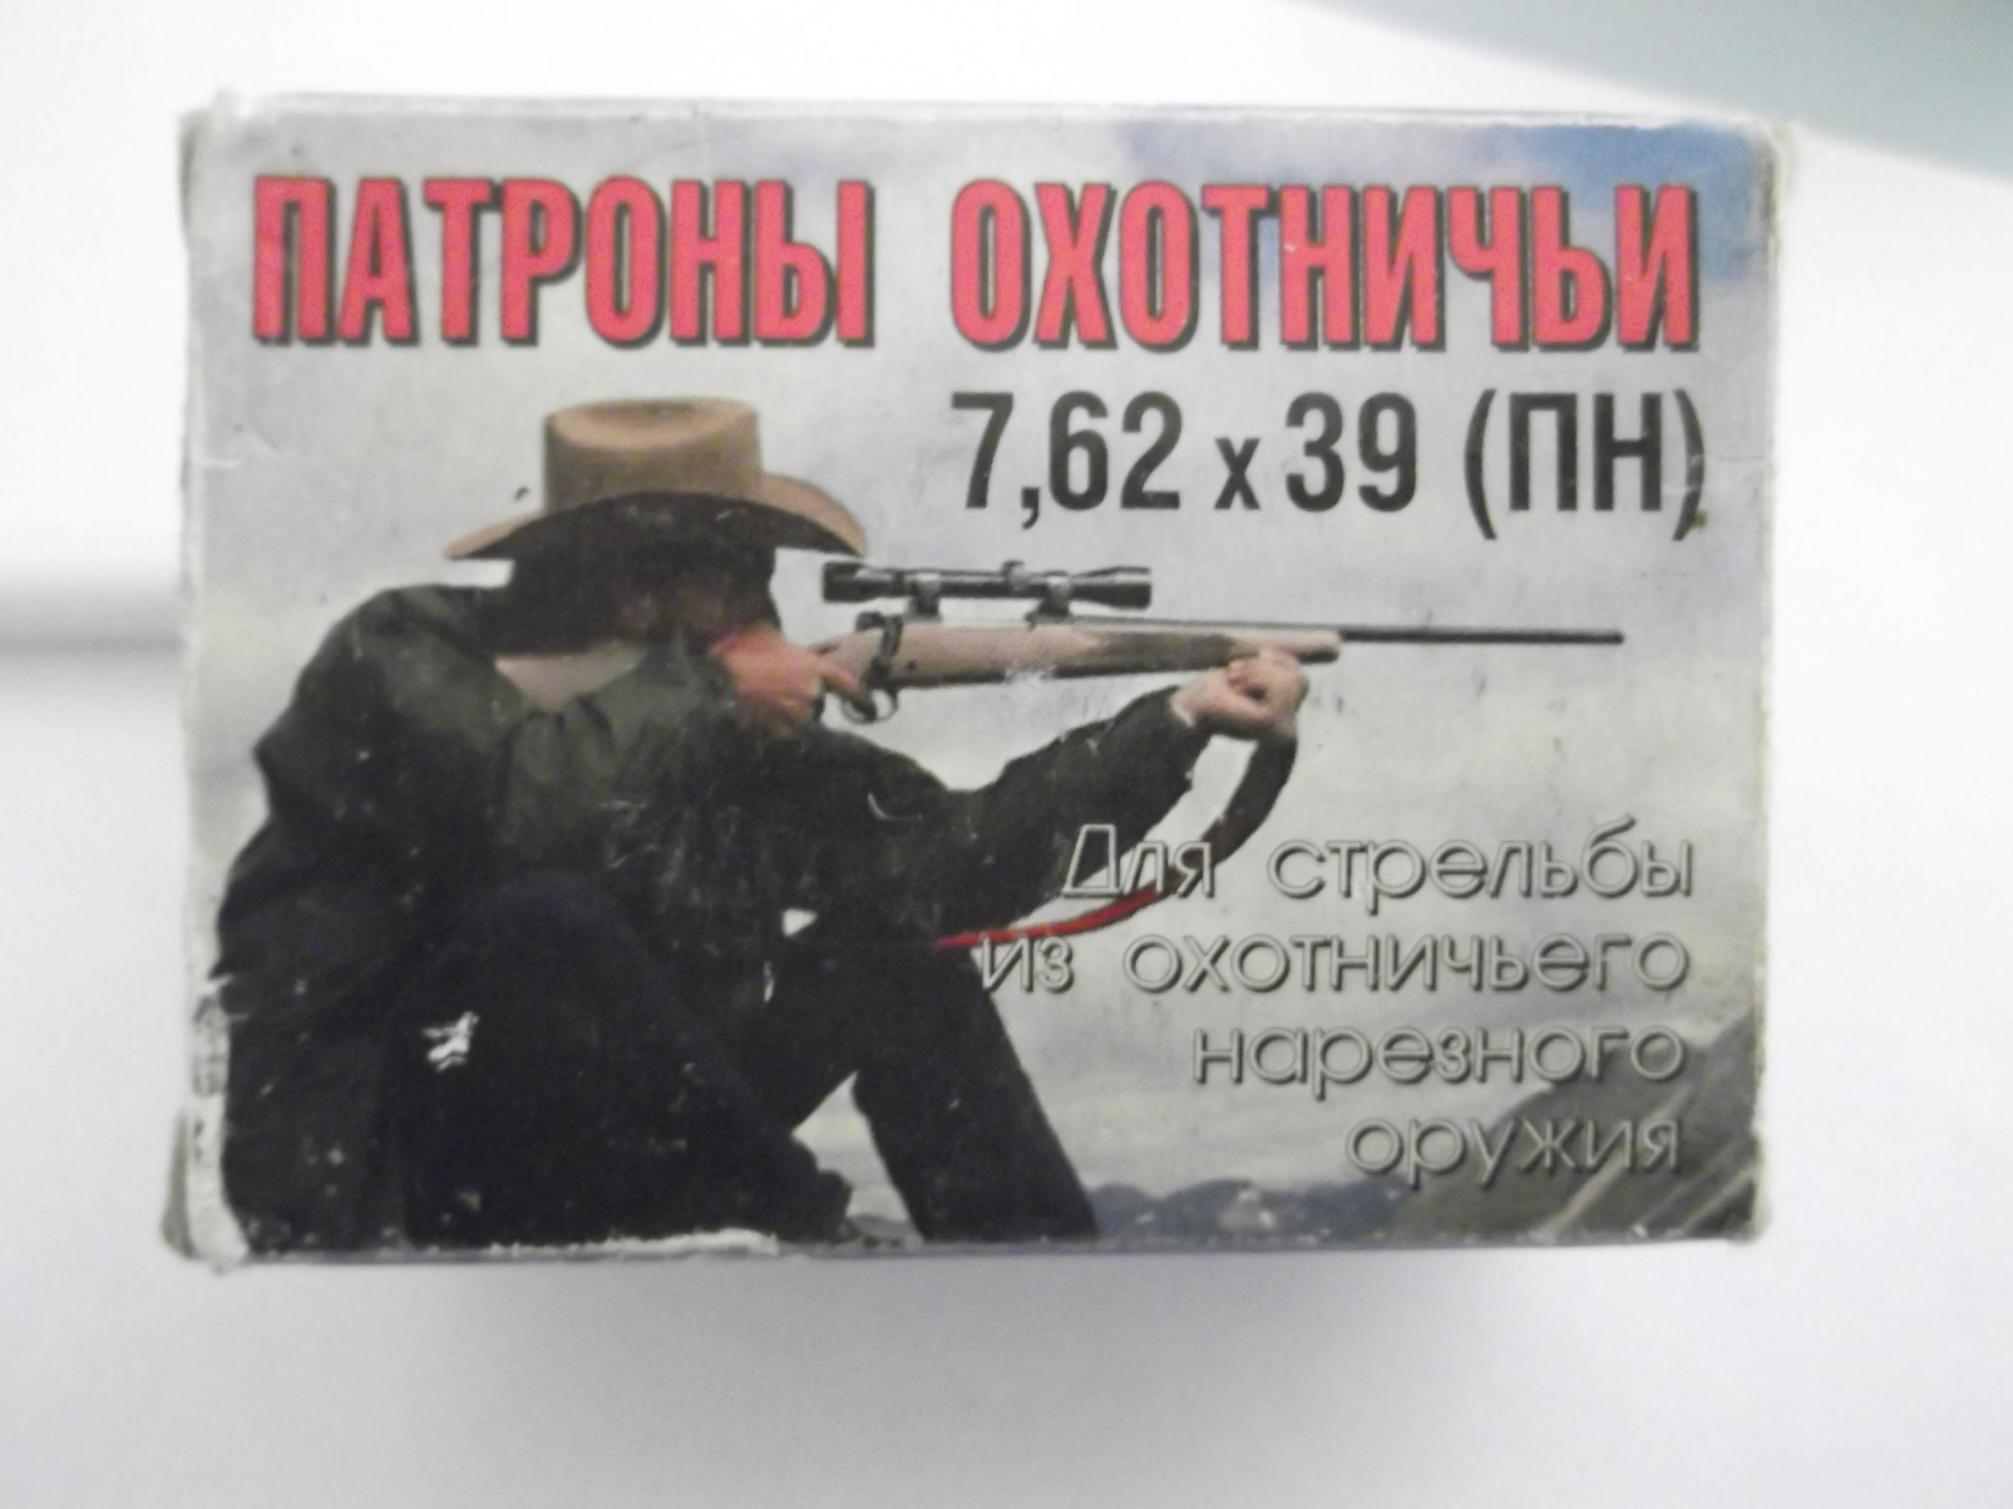 ПАТРОНЫ ОХОТНИЧЬИ
7,62 x 39 (ПН)
Для стрельбы
из охотничьего
нарезного
оружия